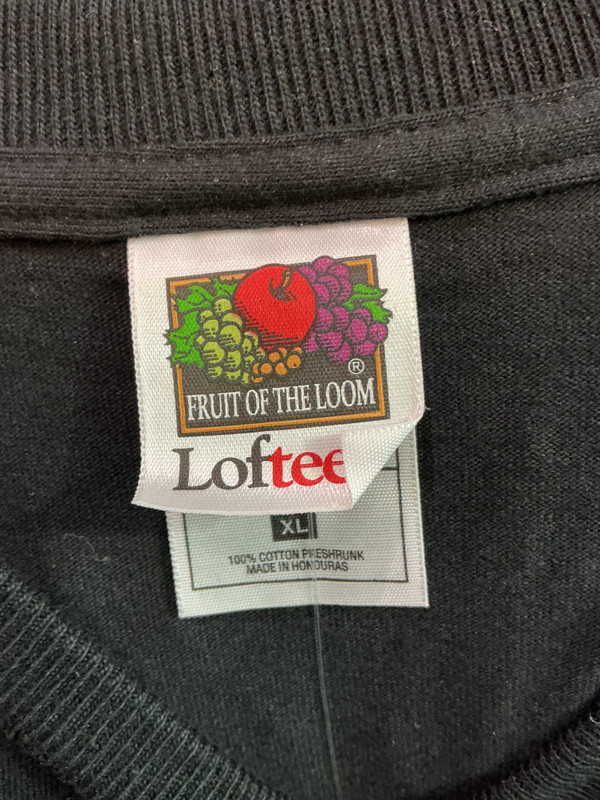 ®
FRUIT OF THE LOOM
Loftee
XL
100% COTTON PRESHRUNK
MADE IN HONDURAS